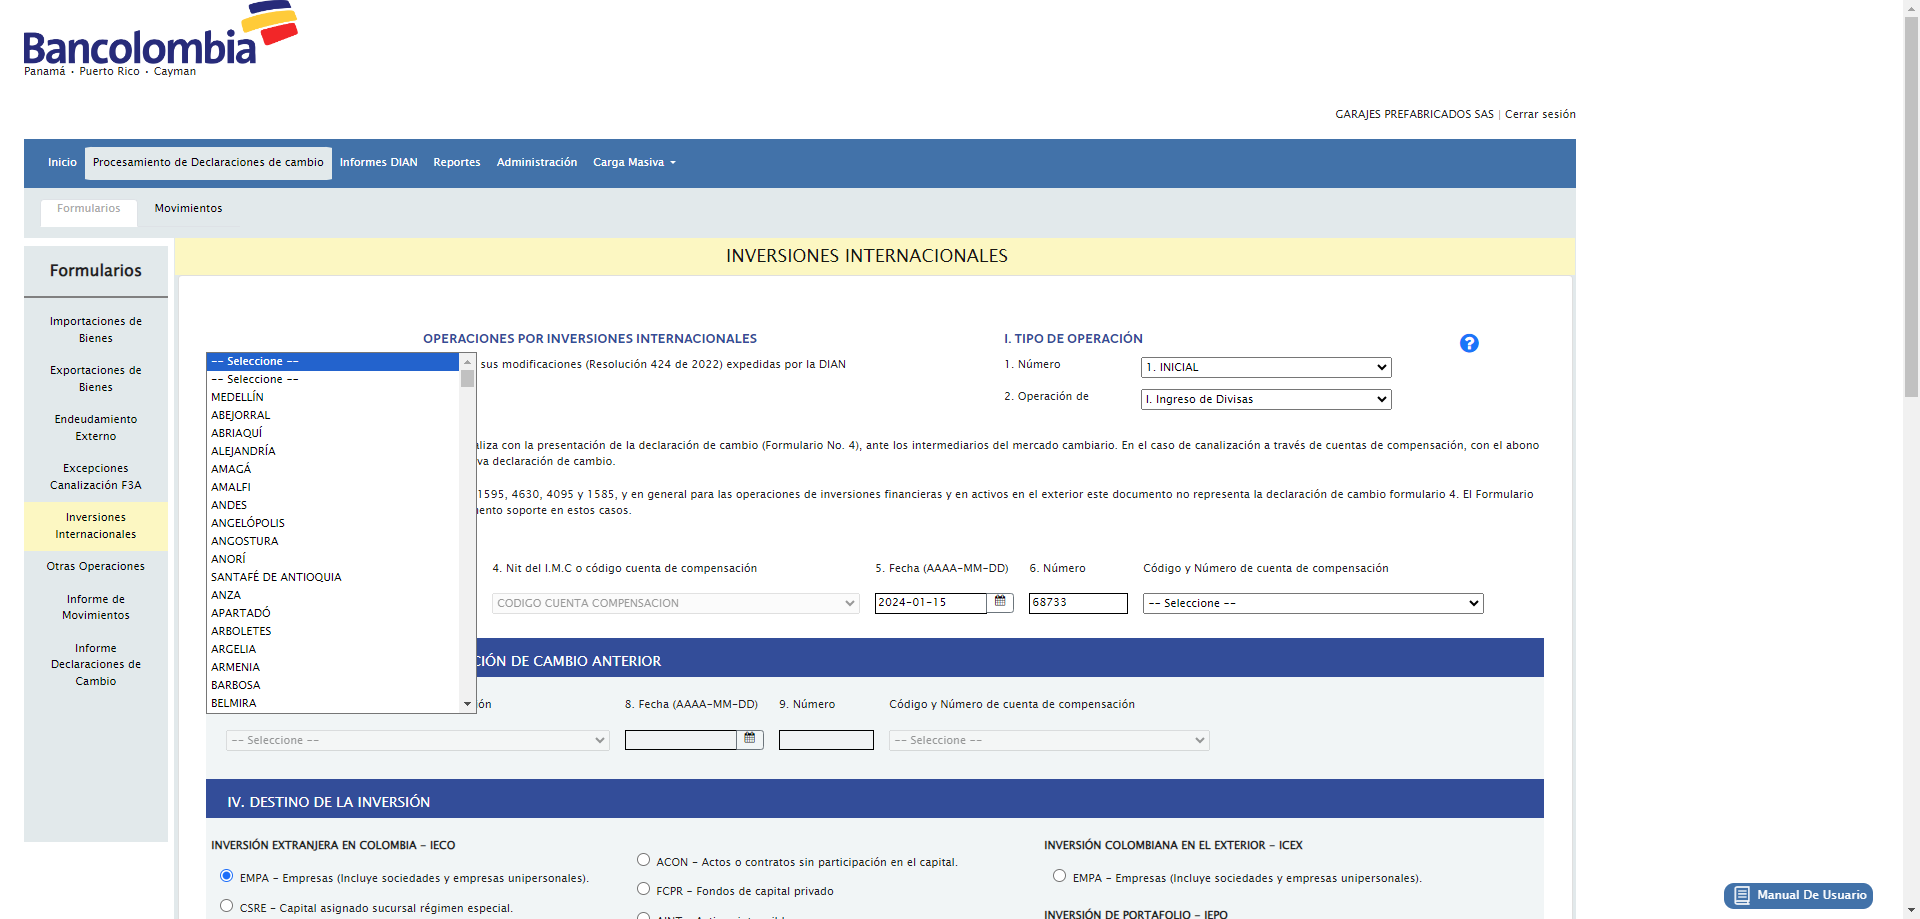 Bancolombia
Panamá · Puerto Rico · Cayman
GARAJES PREFABRICADOS SAS | Cerrar sesión
Inicio
Procesamiento de Declaraciones de cambio
Informes DIAN
Reportes
Administración
Carga Masiva
Formularios
Movimientos
Formularios
Importaciones de
Bienes
Exportaciones de
Bienes
Endeudamiento
Externo
Excepciones
Canalización F3A
Inversiones
Internacionales
Otras Operaciones
Informe de
Movimientos
Informe
Declaraciones de
Cambio
INVERSIONES INTERNACIONALES
OPERACIONES POR INVERSIONES INTERNACIONALES
sus modificaciones (Resolución 424 de 2022) expedidas por la DIAN
I. TIPO DE OPERACIÓN
?
1. Número
1. INICIAL
2. Operación de
I. Ingreso de Divisas
-- Seleccione --
-- Seleccione --
MEDELLÍN
ABEJORRAL
ABRIAQUÍ
ALEJANDRÍA
AMAGÁ
AMALFI
ANDES
ANGELÓPOLIS
ANGOSTURA
ANORÍ
SANTAFÉ DE ANTIOQUIA
ANZA
APARTADÓ
ARBOLETES
ARGELIA
ARMENIA
BARBOSA
BELMIRA
aliza con la presentación de la declaración de cambio (Formulario No. 4), ante los intermediarios del mercado cambiario. En el caso de canalización a través de cuentas de compensación, con el abono
va declaración de cambio.
1595, 4630, 4095 y 1585, y en general para las operaciones de inversiones financieras y en activos en el exterior este documento no representa la declaración de cambio formulario 4. El Formulario
ento soporte en estos casos.
4. Nit del I.M.C o código cuenta de compensación
5. Fecha (AAAA-MM-DD)
6. Número
Código y Número de cuenta de compensación
CODIGO CUENTA COMPENSACION
2024-01-15
68733
-- Seleccione --
CIÓN DE CAMBIO ANTERIOR
ón
8. Fecha (AAAA-MM-DD)
9. Número
Código y Número de cuenta de compensación
-- Seleccione --
-- Seleccione --
IV. DESTINO DE LA INVERSIÓN
INVERSIÓN EXTRANJERA EN COLOMBIA - IECO
EMPA - Empresas (Incluye sociedades y empresas unipersonales).
CSRE - Capital asignado sucursal régimen especial.
ACON - Actos o contratos sin participación en el capital.
FCPR - Fondos de capital privado
INVERSIÓN COLOMBIANA EN EL EXTERIOR - ICEX
EMPA - Empresas (Incluye sociedades y empresas unipersonales).
INVERSIÓN DE PORTAFOLIO - IEPO
Manual De Usuario